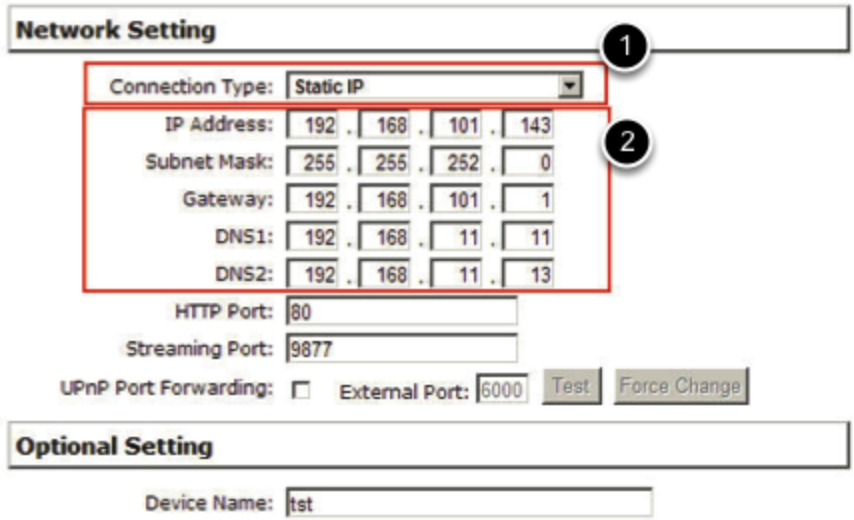 Network Setting
1
Connection Type: Static IP
IP Address: 192 . 168 . 101 . 143
2
Subnet Mask: 255 . 255 . 252 . 0
Gateway: 192 . 168 . 101 . 1
DNS1: 192 . 168 . 11 . 11
DNS2: 192 . 168 . 11 . 13
HTTP Port: 80
Streaming Port: 9877
UPnP Port Forwarding: External Port: 6000 Test Force Change
Optional Setting
Device Name: tst